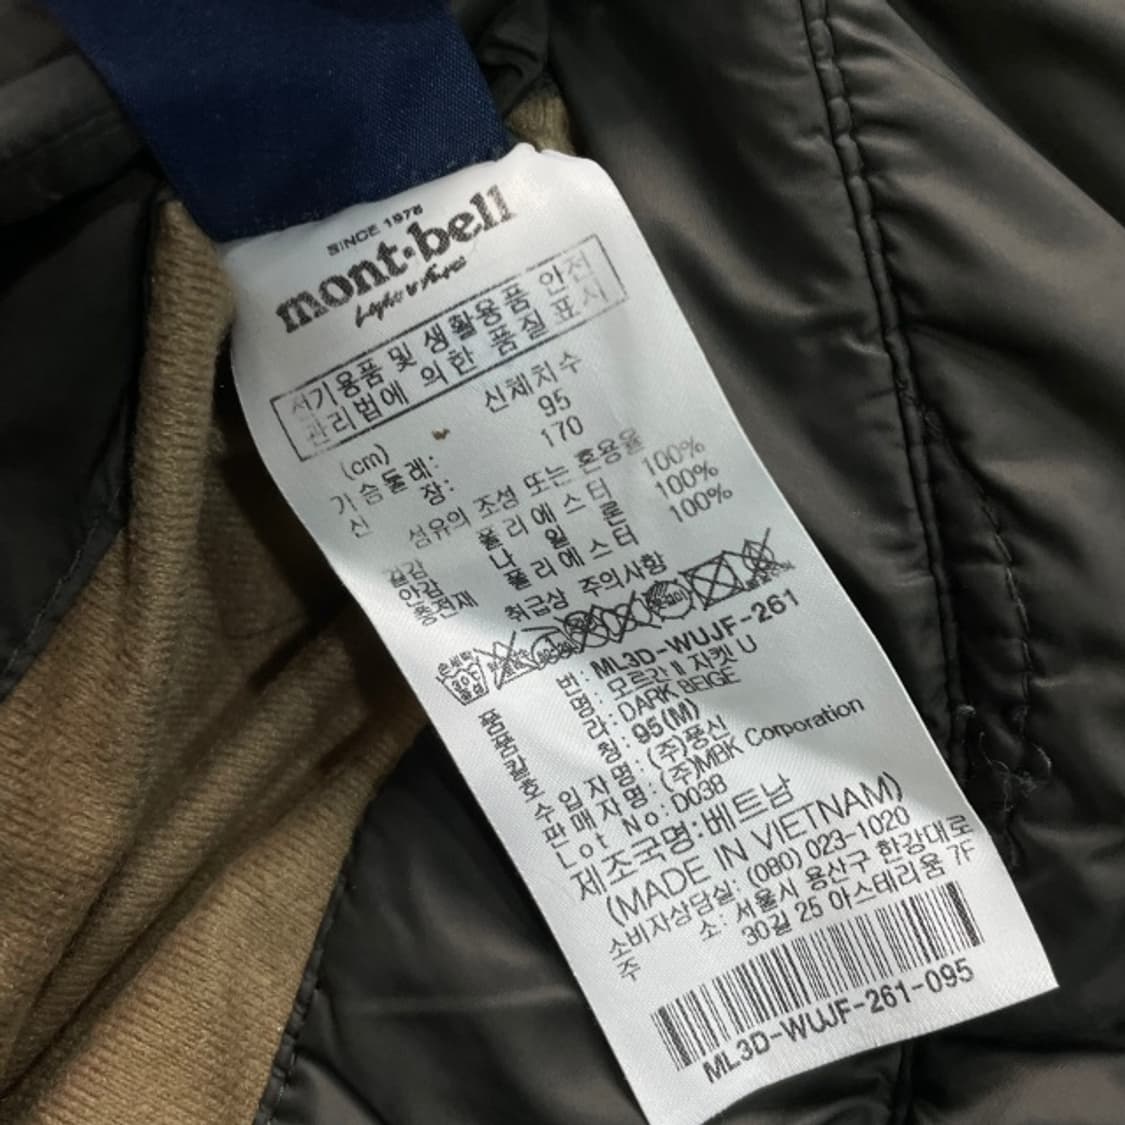 SINCE 1975
mont·bell
Light & Fast
전기용품 및 생활용품 안전
관리법에 의한 품질 표시
신체치수
(cm)
가슴둘레: 95
신 장: 170
섬유의 조성 또는 혼용율
겉감 폴리에스터 100%
안감 나일론 100%
충전재 폴리에스터 100%
취급상 주의사항
손세탁
30℃
품 번: ML3D-WUJF-261
품 명: 모르긴 II 자켓 U
DARK BEIGE
호 칭: 95(M)
수 입 자 명: (주)풍신
판 매 자 명: (주)MBK Corporation
Lot No: D038
제조국명:베트남
(MADE IN VIETNAM)
소비자상담실: (080) 023-1020
주 소: 서울시 용산구 한강대로
30길 25 아스테리움 7F
ML3D-WUJF-261-095